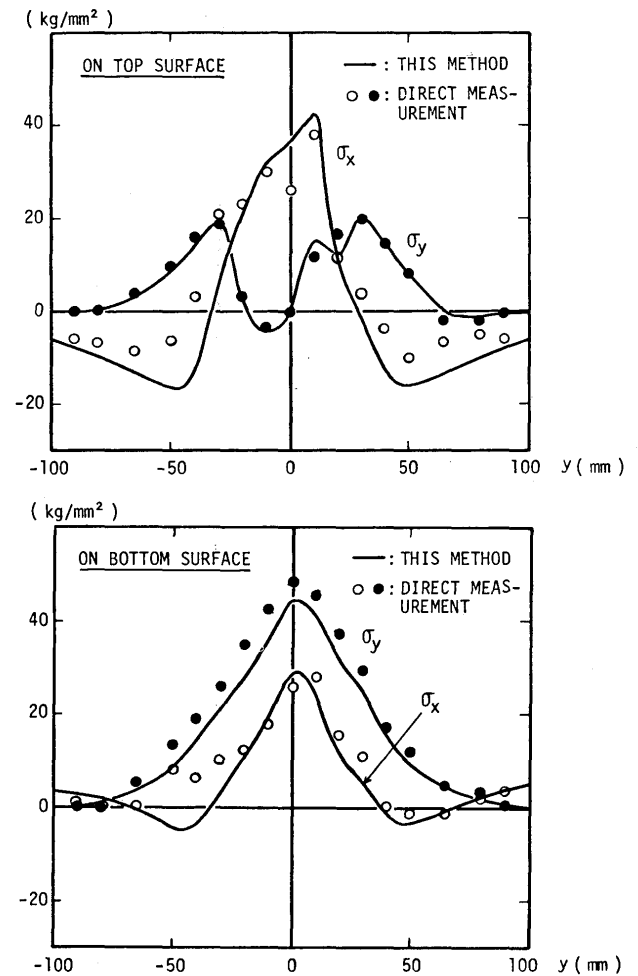 (kg/mm²)
ON TOP SURFACE
— : THIS METHOD
○ ● : DIRECT MEAS-
UREMENT
40
σx
20
σy
0
-20
-100 -50 0 50 100 y (mm)
(kg/mm²)
ON BOTTOM SURFACE
— : THIS METHOD
○ ● : DIRECT MEAS-
UREMENT
40
σy
σx
20
0
-20
-100 -50 0 50 100 y (mm)